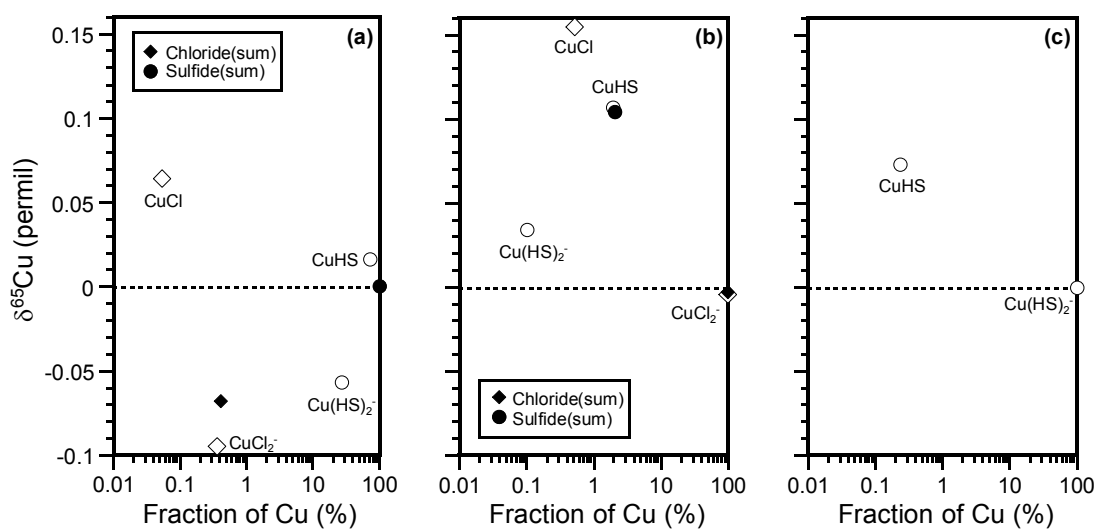 (a)
Chloride(sum)
Sulfide(sum)
CuCl
CuHS
Cu(HS)₂⁻
CuCl₂⁻
0.15
0.1
0.05
0
-0.05
-0.1
δ⁶⁵Cu (permil)
0.01 0.1 1 10 100
Fraction of Cu (%)
(b)
CuCl
CuHS
Cu(HS)₂⁻
CuCl₂⁻
Chloride(sum)
Sulfide(sum)
0.01 0.1 1 10 100
Fraction of Cu (%)
(c)
CuHS
Cu(HS)₂⁻
0.01 0.1 1 10 100
Fraction of Cu (%)